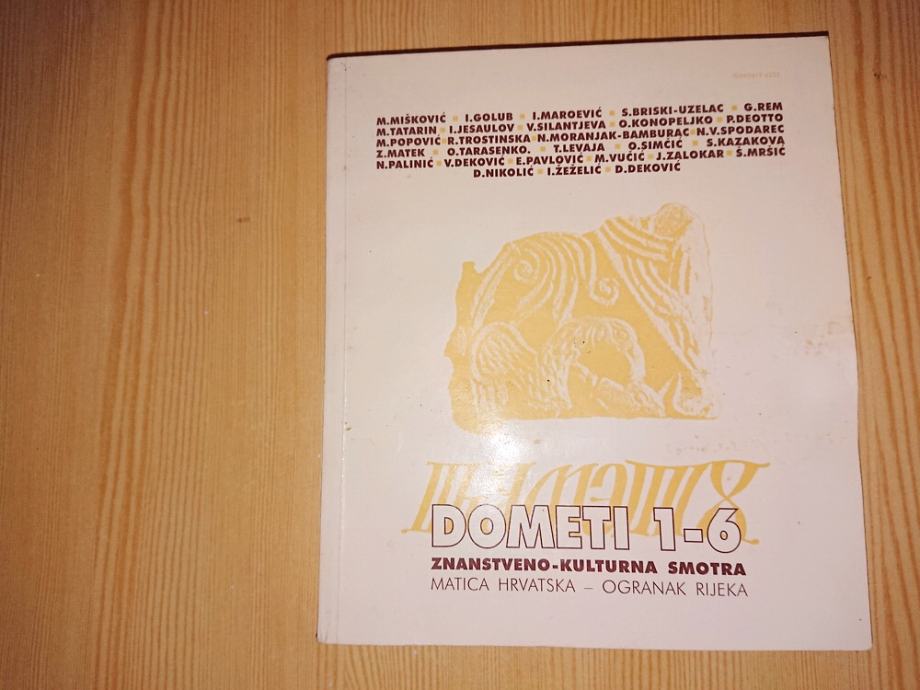 M.MIŠKOVIĆ ▪ I.GOLUB ▪ I.MAROEVIĆ ▪ S.BRISKI-UZELAC ▪ G.REM
M.TATARIN ▪ I.JESAULOV ▪ V.SILANTJEVA ▪ O.KONOPELJKO ▪ P.DEOTTO
M.POPOVIĆ ▪ R.TROSTINSKA ▪ N.MORANJAK-BAMBURAĆ ▪ N.V.SPODAREC
Z.MATEK ▪ O.TARASENKO. ▪ T.LEVAJA ▪ O.SIMČIĆ ▪ S.KAZAKOVA
N.PALINIĆ ▪ V.DEKOVIĆ ▪ E.PAVLOVIĆ ▪ M.VUČIĆ ▪ J.ZALOKAR ▪ S.MRŠIĆ
D.NIKOLIĆ ▪ I.ŽEŽELIĆ ▪ D.DEKOVIĆ
DOMETI 1-6
ZNANSTVENO-KULTURNA SMOTRA
MATICA HRVATSKA – OGRANAK RIJEKA